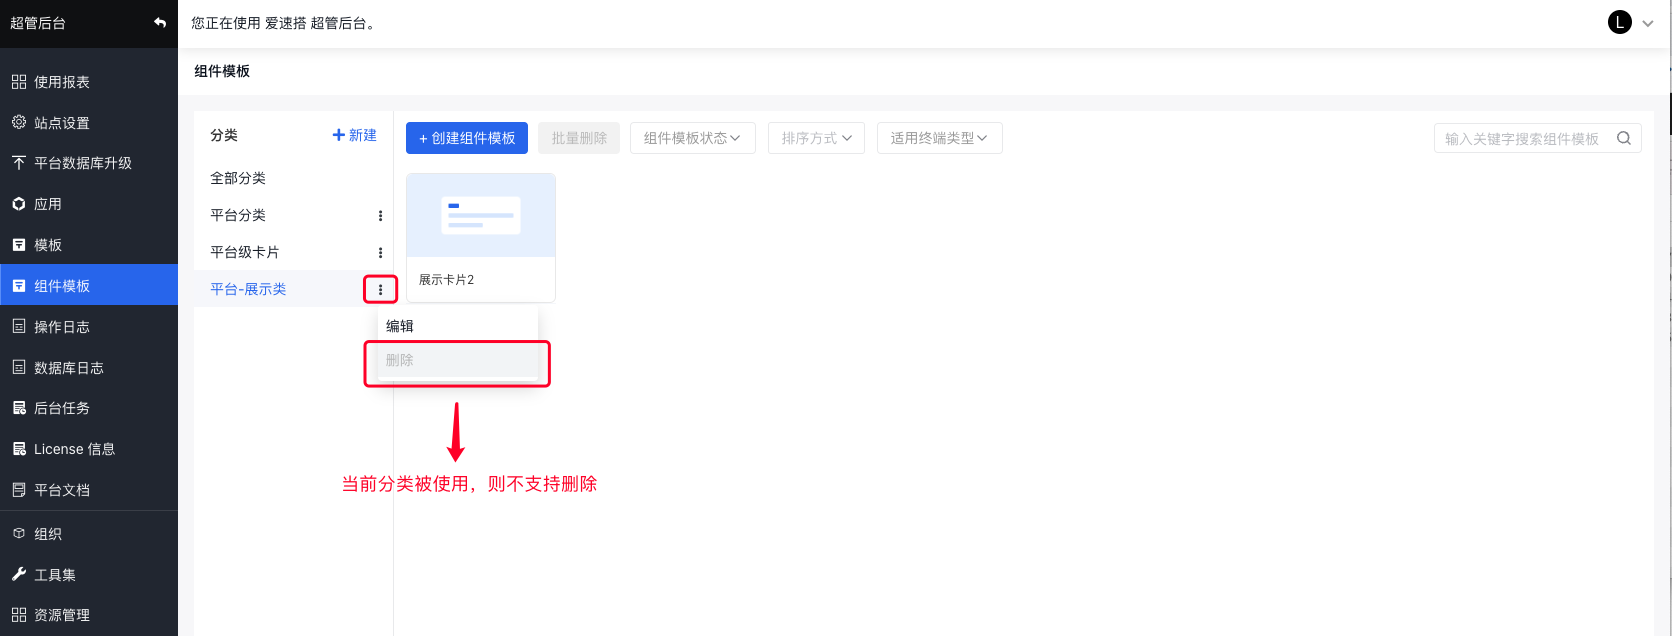 超管后台
您正在使用 爱速搭 超管后台。
L
使用报表
站点设置
平台数据库升级
应用
模板
组件模板
操作日志
数据库日志
后台任务
License 信息
平台文档
组织
工具集
资源管理
组件模板
分类
新建
全部分类
平台分类
平台级卡片
平台-展示类
+ 创建组件模板
批量删除
组件模板状态
排序方式
适用终端类型
输入关键字搜索组件模板
展示卡片2
编辑
删除
当前分类被使用，则不支持删除